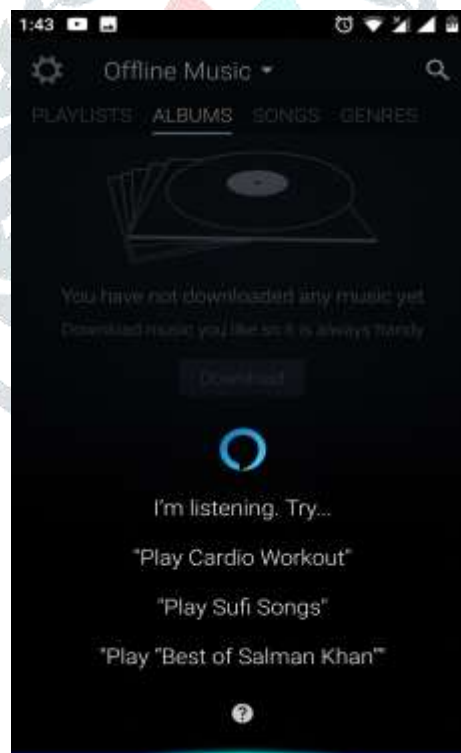 1:43
Offline Music
PLAYLISTS ALBUMS SONGS GENRES
You have not downloaded any music yet
Download music you like so it is always handy
Download
I'm listening. Try...
"Play Cardio Workout"
"Play Sufi Songs"
"Play "Best of Salman Khan""
?